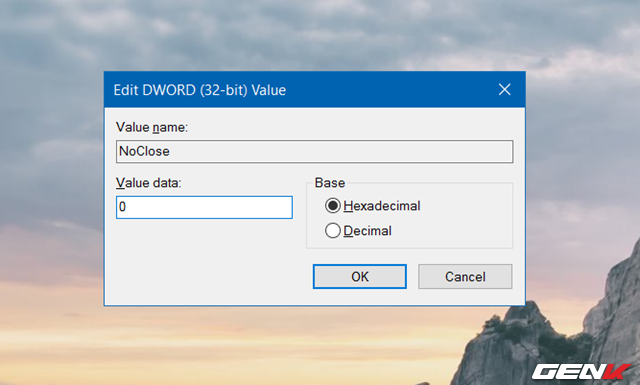 Edit DWORD (32-bit) Value
Value name:
NoClose
Value data:
0
Base
Hexadecimal
Decimal
OK
Cancel
GENK